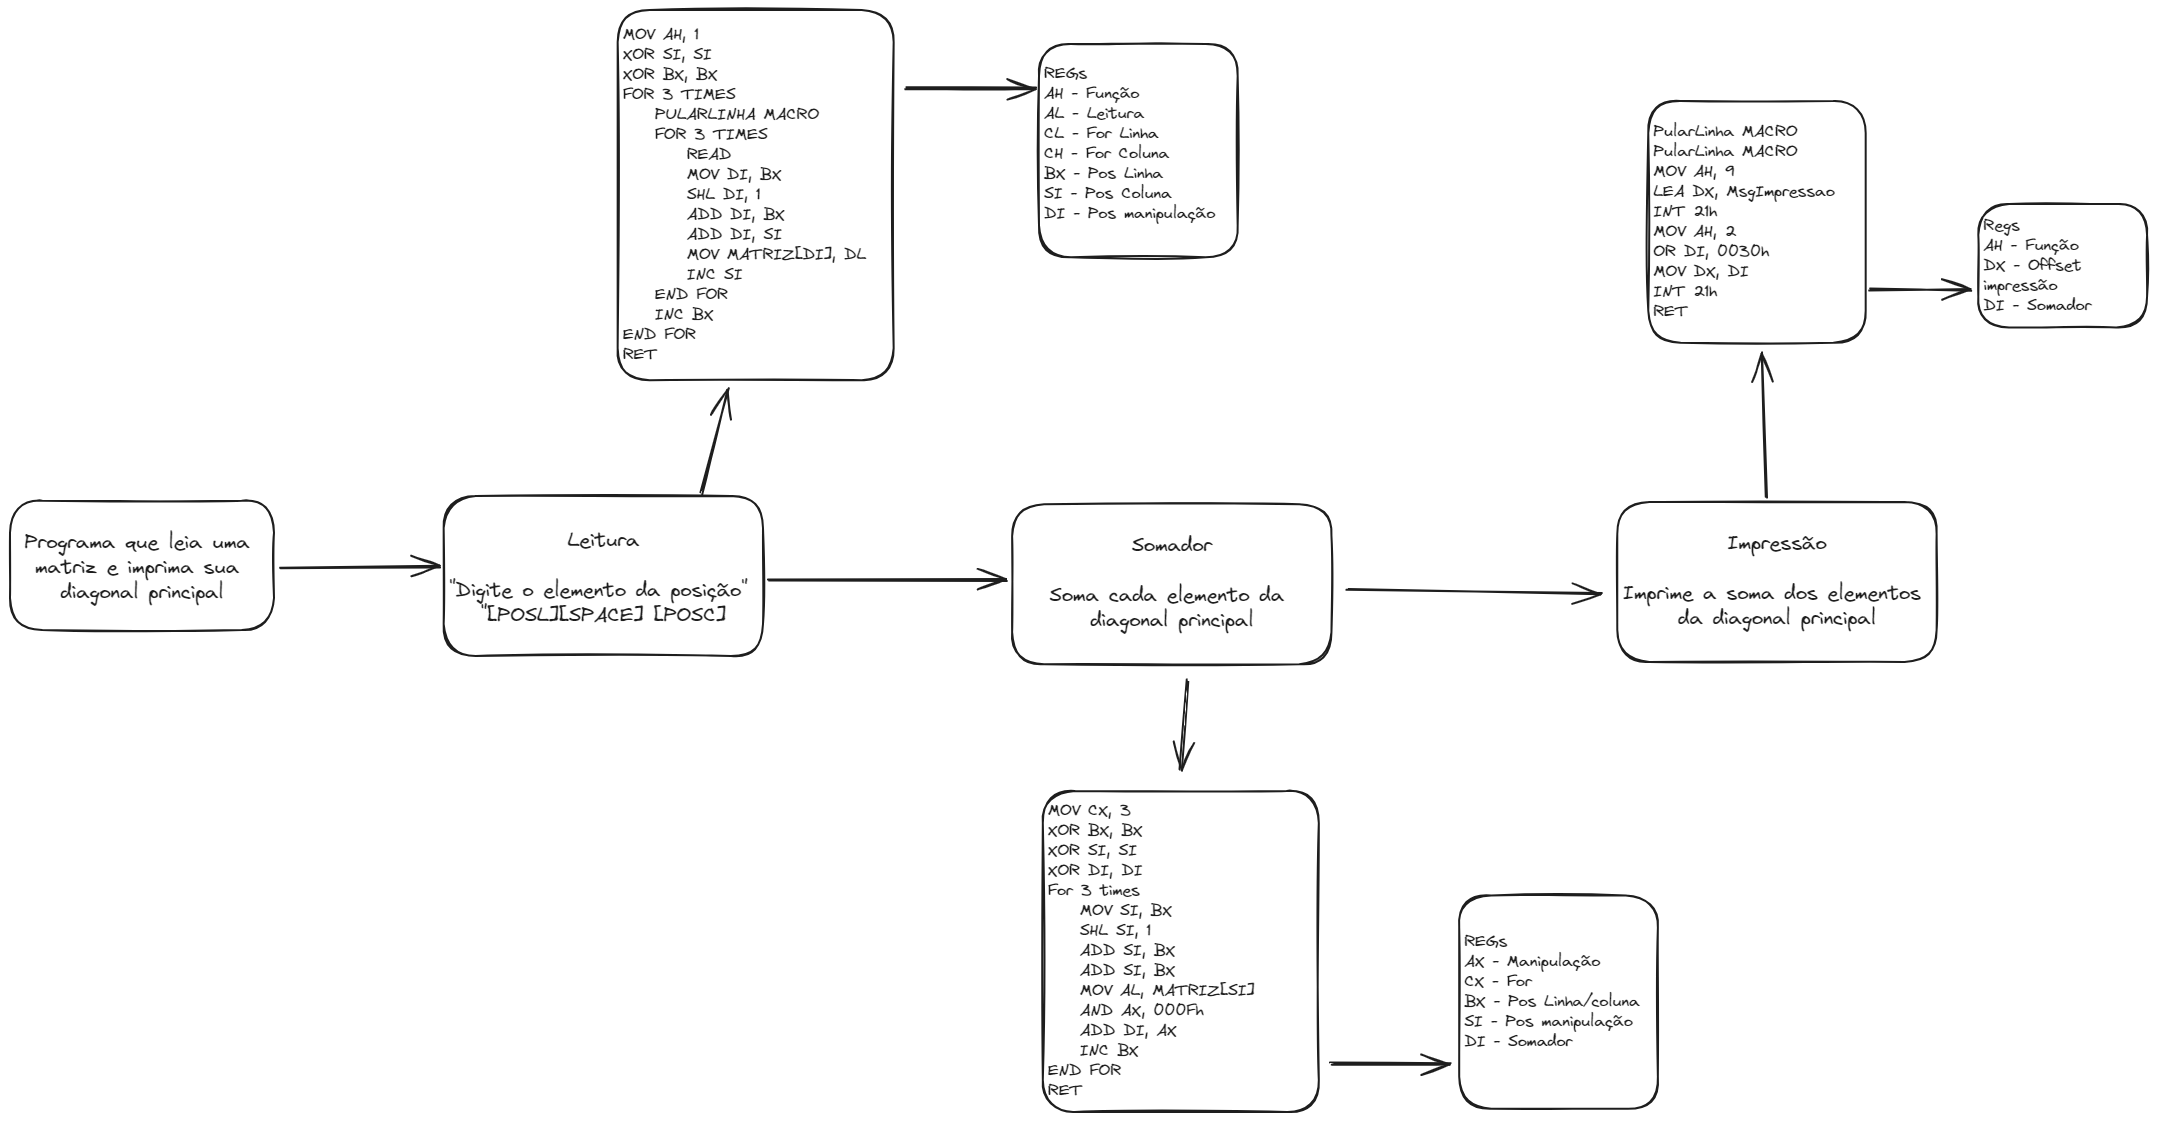 MOV AH, 1
XOR SI, SI
XOR BX, BX
FOR 3 TIMES
PULARLINHA MACRO
FOR 3 TIMES
READ
MOV DI, BX
SHL DI, 1
ADD DI, BX
ADD DI, SI
MOV MATRIZ[DI], DL
INC SI
END FOR
INC BX
END FOR
RET
REGs
AH - Função
AL - Leitura
CL - For Linha
CH - For Coluna
BX - Pos Linha
SI - Pos Coluna
DI - Pos manipulação
PularLinha MACRO
PularLinha MACRO
MOV AH, 9
LEA DX, MsgImpressao
INT 21h
MOV AH, 2
OR DI, 0030h
MOV DX, DI
INT 21h
RET
Regs
AH - Função
DX - Offset
impressão
DI - Somador
Programa que leia uma
matriz e imprima sua
diagonal principal
Leitura
"Digite o elemento da posição"
"[POSL][SPACE] [POSC]
Somador
Soma cada elemento da
diagonal principal
Impressão
Imprime a soma dos elementos
da diagonal principal
MOV CX, 3
XOR BX, BX
XOR SI, SI
XOR DI, DI
For 3 times
MOV SI, BX
SHL SI, 1
ADD SI, BX
ADD SI, BX
MOV AL, MATRIZ[SI]
AND AX, 000Fh
ADD DI, AX
INC BX
END FOR
RET
REGs
AX - Manipulação
CX - For
BX - Pos Linha/coluna
SI - Pos manipulação
DI - Somador